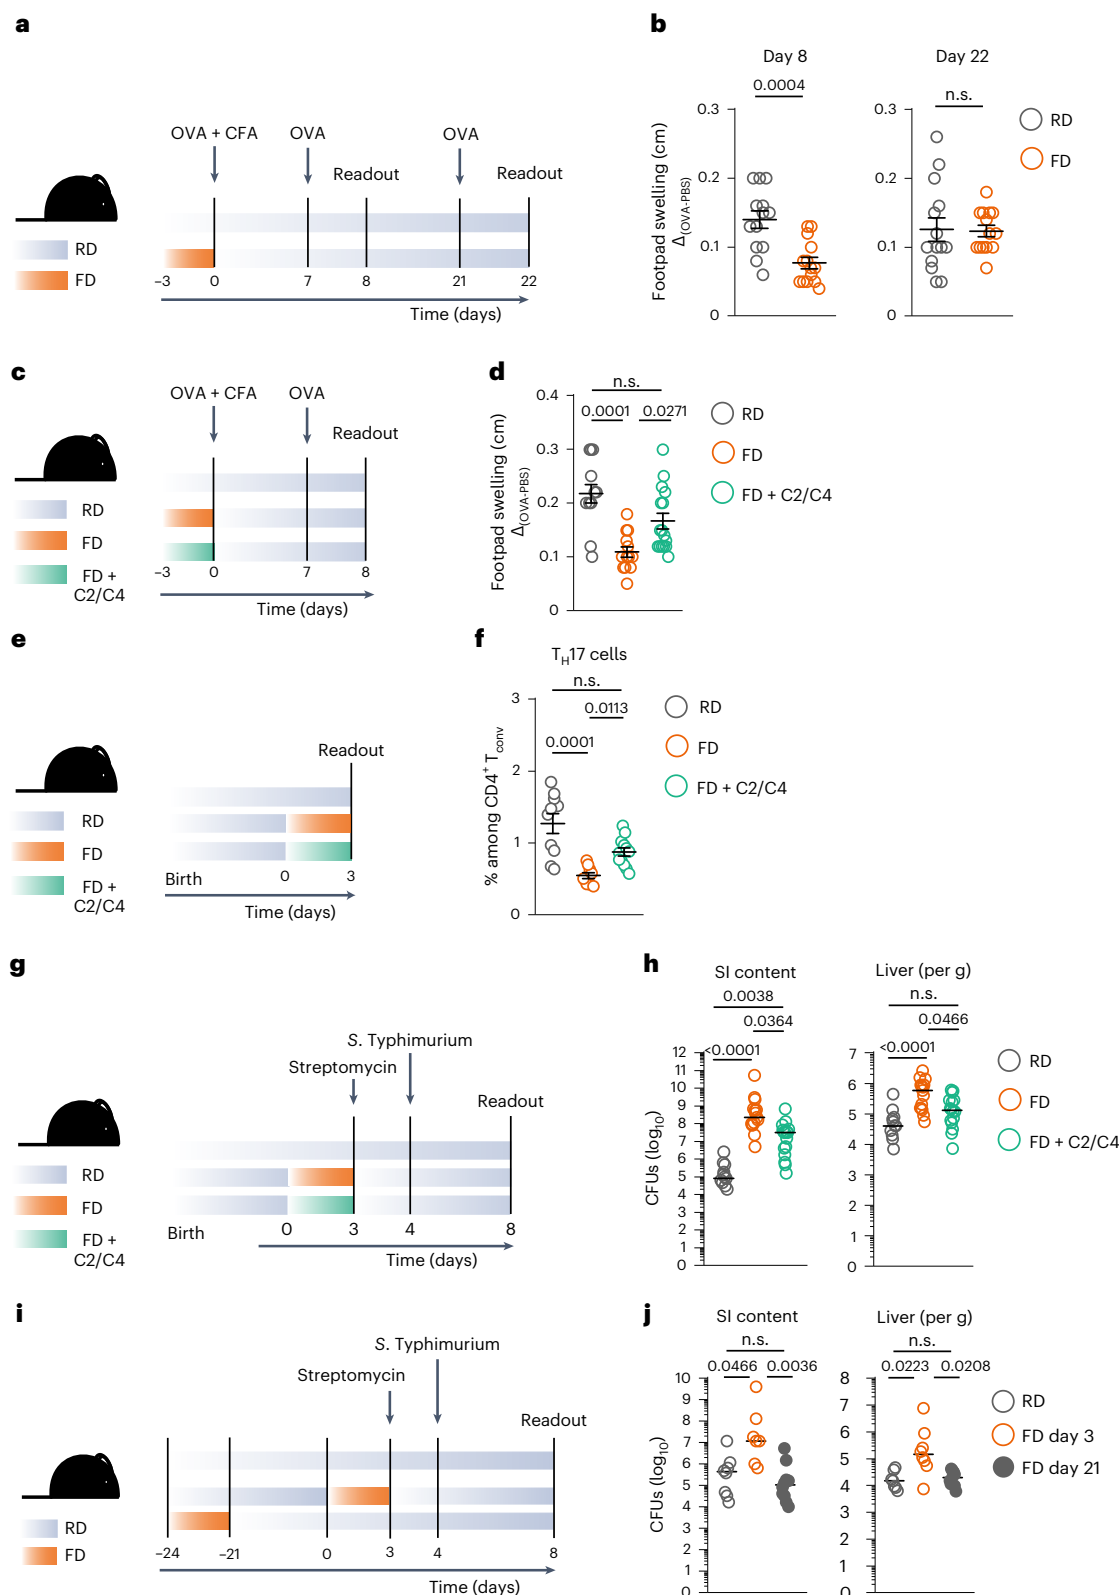 a
OVA + CFA
OVA
OVA
Readout
Readout
RD
FD
−3
0
7
8
21
22
Time (days)
b
Day 8
Day 22
0.0004
n.s.
Footpad swelling (cm)
Δ(OVA-PBS)
0.3
0.2
0.1
0
0.3
0.2
0.1
0
RD
FD
c
OVA + CFA
OVA
Readout
RD
FD
FD +
C2/C4
−3
0
7
8
Time (days)
d
n.s.
0.0001
0.0271
Footpad swelling (cm)
Δ(OVA-PBS)
0.4
0.3
0.2
0.1
0
RD
FD
FD + C2/C4
e
Readout
RD
FD
FD +
C2/C4
Birth
0
3
Time (days)
f
TH17 cells
n.s.
0.0113
0.0001
% among CD4+ Tconv
3
2
1
0
RD
FD
FD + C2/C4
g
S. Typhimurium
Streptomycin
Readout
RD
FD
FD +
C2/C4
Birth
0
3
4
8
Time (days)
h
SI content
0.0038
0.0364
<0.0001
CFUs (log10)
12
11
10
9
8
7
6
5
4
3
2
1
0
Liver (per g)
n.s.
0.0466
<0.0001
7
6
5
4
3
2
1
0
RD
FD
FD + C2/C4
i
S. Typhimurium
Streptomycin
Readout
RD
FD
−24
−21
0
3
4
8
Time (days)
j
SI content
n.s.
0.0466
0.0036
CFUs (log10)
10
9
8
7
6
5
4
3
2
1
0
Liver (per g)
n.s.
0.0223
0.0208
8
7
6
5
4
3
2
1
0
RD
FD day 3
FD day 21